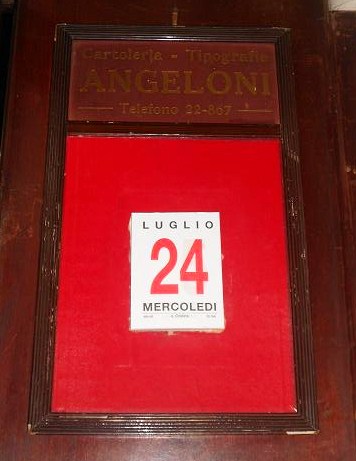 Cartoleria - Tipografia
ANGELONI
Telefono 22-867
LUGLIO
24
MERCOLEDI